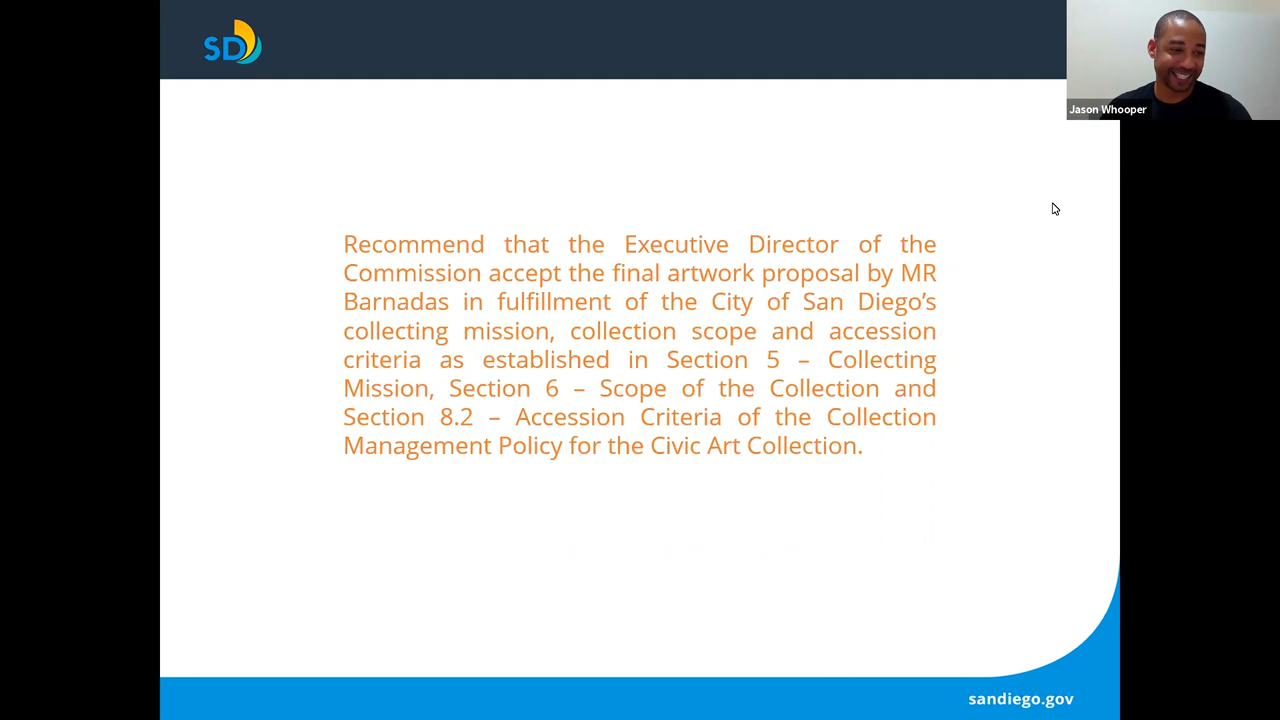 SD
Jason Whooper
Recommend that the Executive Director of the
Commission accept the final artwork proposal by MR
Barnadas in fulfillment of the City of San Diego’s
collecting mission, collection scope and accession
criteria as established in Section 5 – Collecting
Mission, Section 6 – Scope of the Collection and
Section 8.2 – Accession Criteria of the Collection
Management Policy for the Civic Art Collection.
sandiego.gov